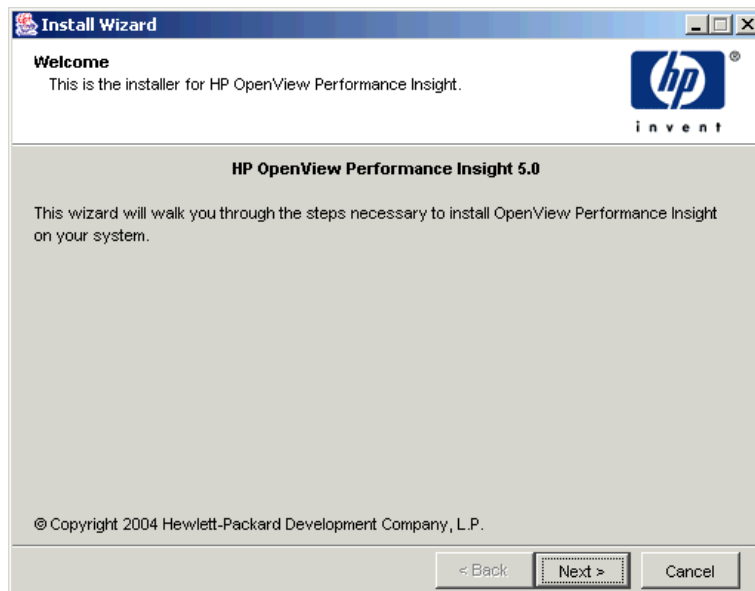 Install Wizard
Welcome
This is the installer for HP OpenView Performance Insight.
hp
®
invent
HP OpenView Performance Insight 5.0
This wizard will walk you through the steps necessary to install OpenView Performance Insight
on your system.
© Copyright 2004 Hewlett-Packard Development Company, L.P.
< Back
Next >
Cancel